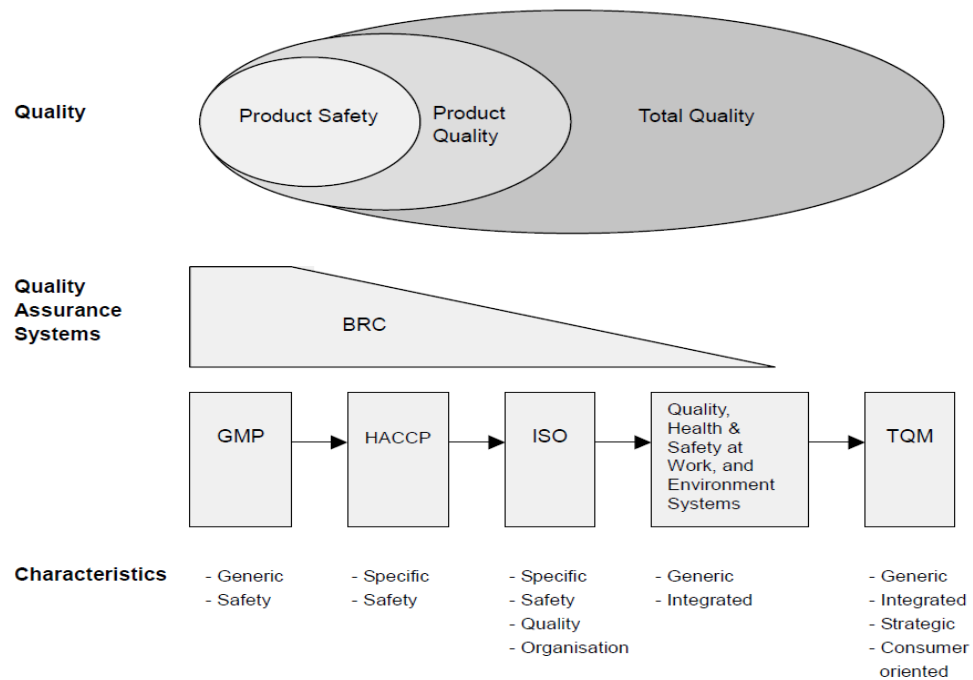 Quality
Product Safety
Product
Quality
Total Quality
Quality
Assurance
Systems
BRC
GMP
HACCP
ISO
Quality,
Health &
Safety at
Work, and
Environment
Systems
TQM
Characteristics
- Generic
- Safety
- Specific
- Safety
- Specific
- Safety
- Quality
- Organisation
- Generic
- Integrated
- Generic
- Integrated
- Strategic
- Consumer
oriented